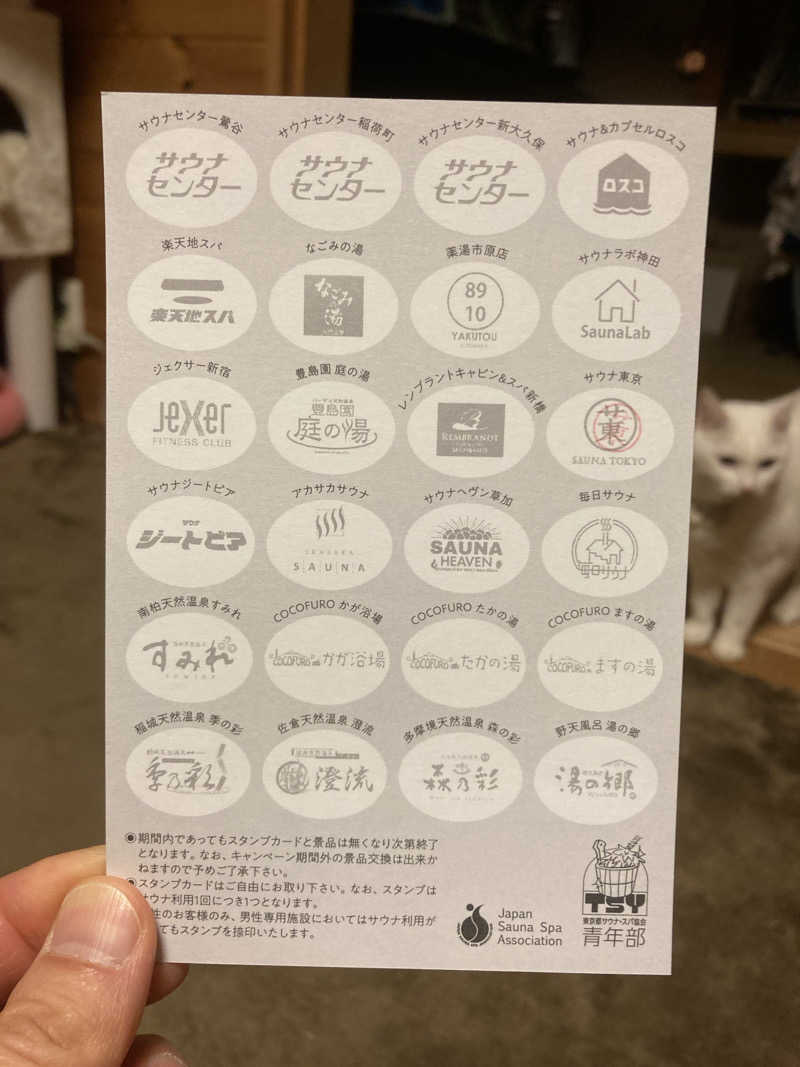 サウナセンター鶯谷
サウナセンター稲荷町
サウナセンター新大久保
サウナ&カプセルロスコ
サウナ
センター
サウナ
センター
サウナ
センター
ロスコ
楽天地スパ
なごみの湯
薬湯市原店
サウナラボ神田
楽天地スパ
なごみ
湯
89
10
YAKUTOU
SaunaLab
ジェクサー新宿
豊島園 庭の湯
レンブラントキャビン&スパ新橋
サウナ東京
Jexer
FITNESS CLUB
豊島園
庭の湯
REMBRANDT
サ
東
SAUNA TOKYO
サウナジートピア
アカサカサウナ
サウナヘヴン草加
毎日サウナ
サウナ
ジートピア
AKASAKA
SAUNA
SAUNA
HEAVEN
毎日サウナ
南柏天然温泉すみれ
COCOFURO かが浴場
COCOFURO たかの湯
COCOFURO ますの湯
すみれ
SUMIRE
COCOFURO かが浴場
COCOFURO たかの湯
COCOFURO ますの湯
稲城天然温泉 季の彩
佐倉天然温泉 澄流
多摩境天然温泉 森の彩
野天風呂 湯の郷
季乃彩
澄流
森乃彩
湯の郷
◉期間内であってもスタンプカードと景品は無くなり次第終了
となります。なお、キャンペーン期間外の景品交換は出来か
ねますので予めご了承下さい。
◉スタンプカードはご自由にお取り下さい。なお、スタンプは
サウナ利用1回につき1つとなります。
性のお客様のみ、男性専用施設においてはサウナ利用が
てもスタンプを捺印いたします。
Japan
Sauna Spa
Association
TSY
東京都サウナ・スパ協会
青年部